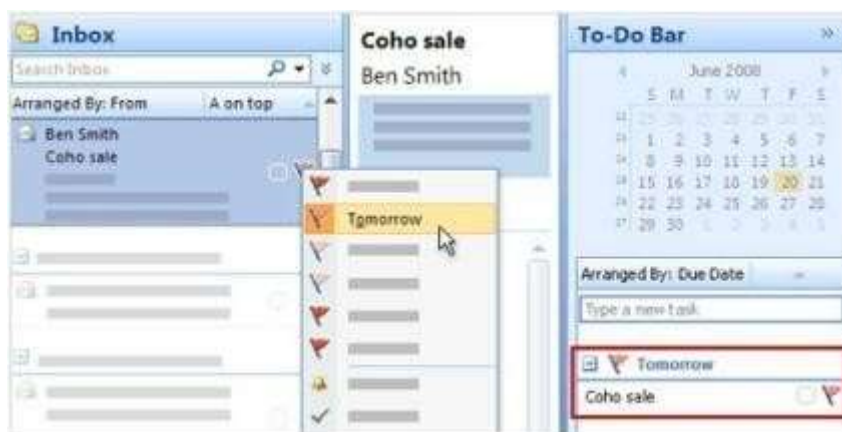 Inbox
Search Inbox
Arranged By: From
A on top
Ben Smith
Coho sale
Tomorrow
Coho sale
Ben Smith
To-Do Bar
June 2008
S M T W T F S
1 2 3 4 5 6 7
8 9 10 11 12 13 14
15 16 17 18 19 20 21
22 23 24 25 26 27 28
29 30
Arranged By: Due Date
Type a new task
Tomorrow
Coho sale